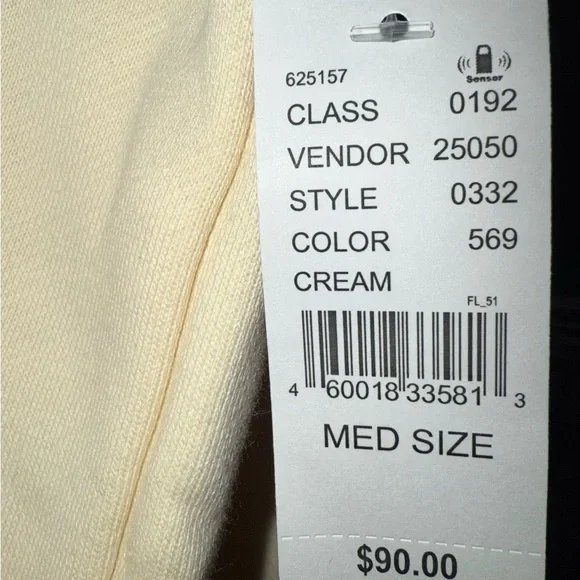 625157
Sensor
CLASS 0192
VENDOR 25050
STYLE 0332
COLOR 569
CREAM
FL_51
4 60018 33581 3
MED SIZE
$90.00